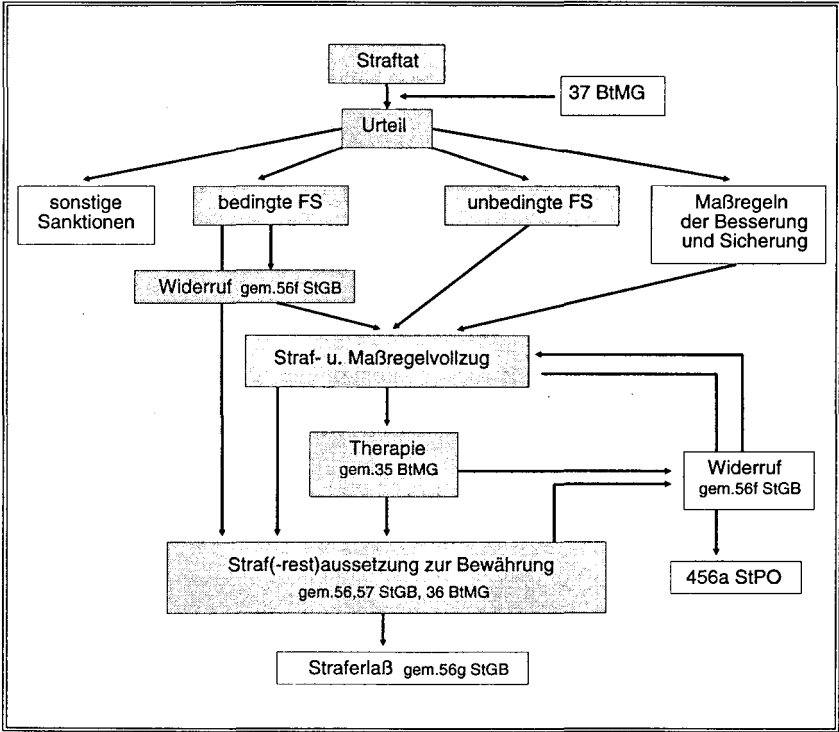 Straftat
37 BtMG
Urteil
sonstige
Sanktionen
bedingte FS
unbedingte FS
Maßregeln
der Besserung
und Sicherung
Widerruf gem.56f StGB
Straf- u. Maßregelvollzug
Therapie
gem.35 BtMG
Widerruf
gem.56f StGB
Straf(-rest)aussetzung zur Bewährung
gem.56,57 StGB, 36 BtMG
456a StPO
Straferlaß gem.56g StGB